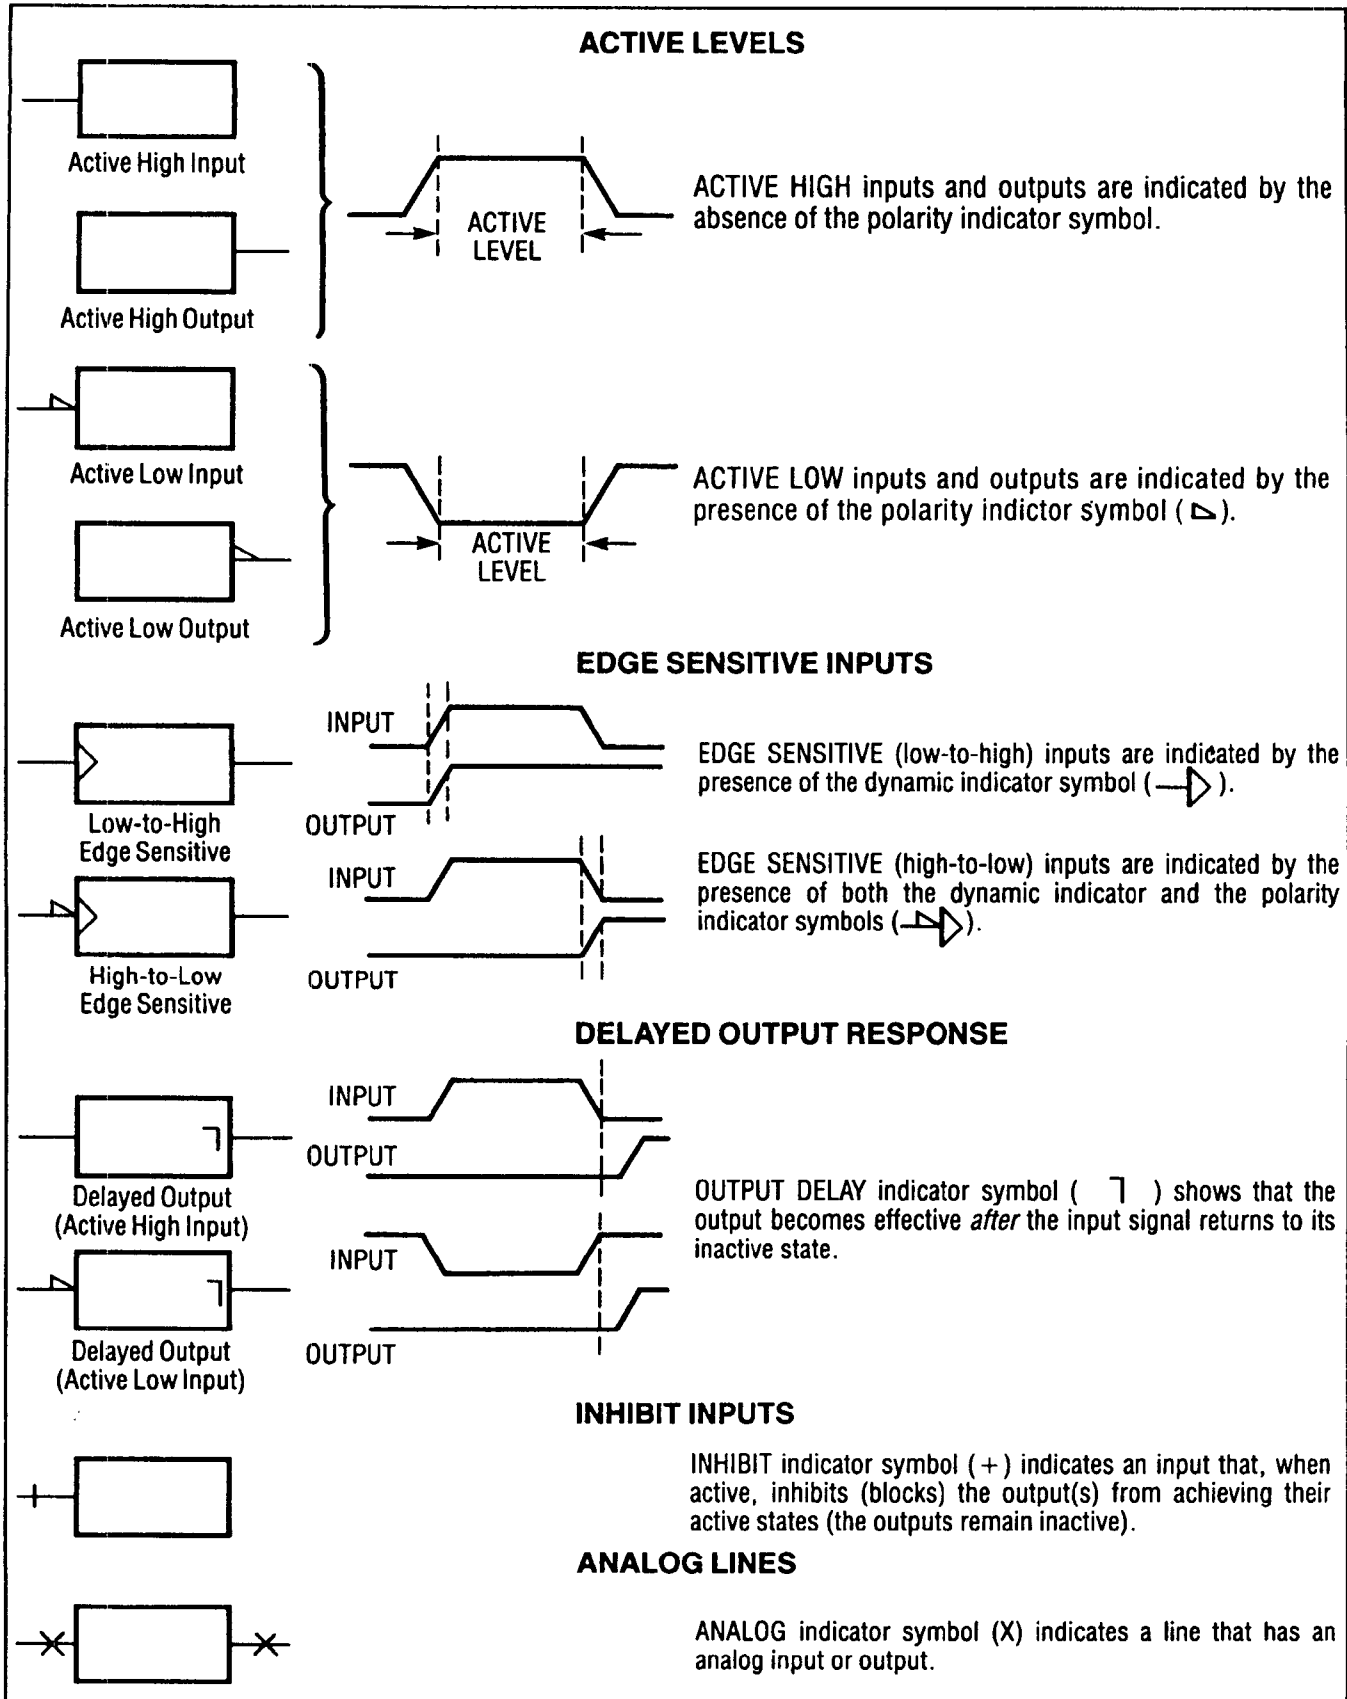 ACTIVE LEVELS
Active High Input
Active High Output
ACTIVE
LEVEL
ACTIVE HIGH inputs and outputs are indicated by the
absence of the polarity indicator symbol.
Active Low Input
Active Low Output
ACTIVE
LEVEL
ACTIVE LOW inputs and outputs are indicated by the
presence of the polarity indictor symbol ( ).
EDGE SENSITIVE INPUTS
Low-to-High
Edge Sensitive
INPUT
OUTPUT
EDGE SENSITIVE (low-to-high) inputs are indicated by the
presence of the dynamic indicator symbol ( ).
High-to-Low
Edge Sensitive
INPUT
OUTPUT
EDGE SENSITIVE (high-to-low) inputs are indicated by the
presence of both the dynamic indicator and the polarity
indicator symbols ( ).
DELAYED OUTPUT RESPONSE
Delayed Output
(Active High Input)
INPUT
OUTPUT
Delayed Output
(Active Low Input)
INPUT
OUTPUT
OUTPUT DELAY indicator symbol ( ㄱ ) shows that the
output becomes effective after the input signal returns to its
inactive state.
INHIBIT INPUTS
INHIBIT indicator symbol (+) indicates an input that, when
active, inhibits (blocks) the output(s) from achieving their
active states (the outputs remain inactive).
ANALOG LINES
ANALOG indicator symbol (X) indicates a line that has an
analog input or output.